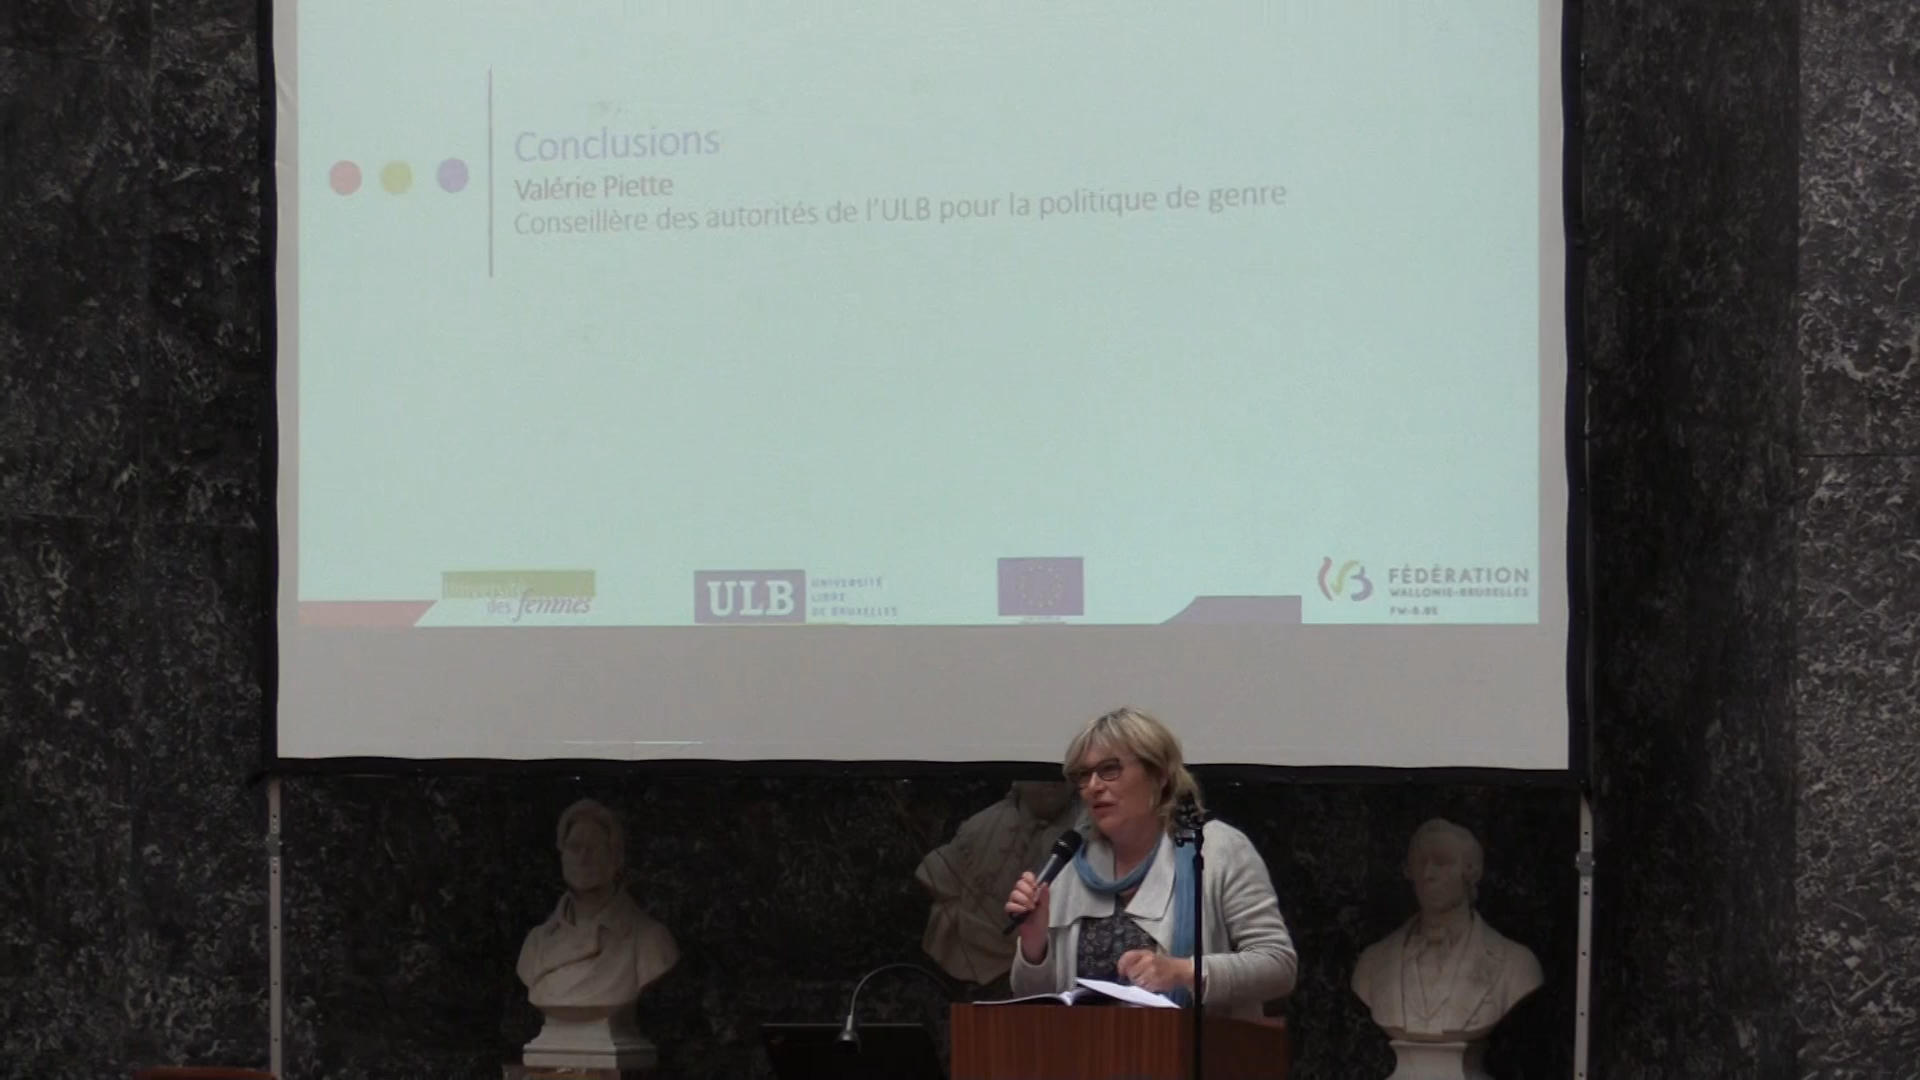 Conclusions
Valérie Piette
Conseillère des autorités de l'ULB pour la politique de genre
Université
des femmes
ULB
UNIVERSITÉ
LIBRE
DE BRUXELLES
FÉDÉRATION
WALLONIE-BRUXELLES
FW-B.BE